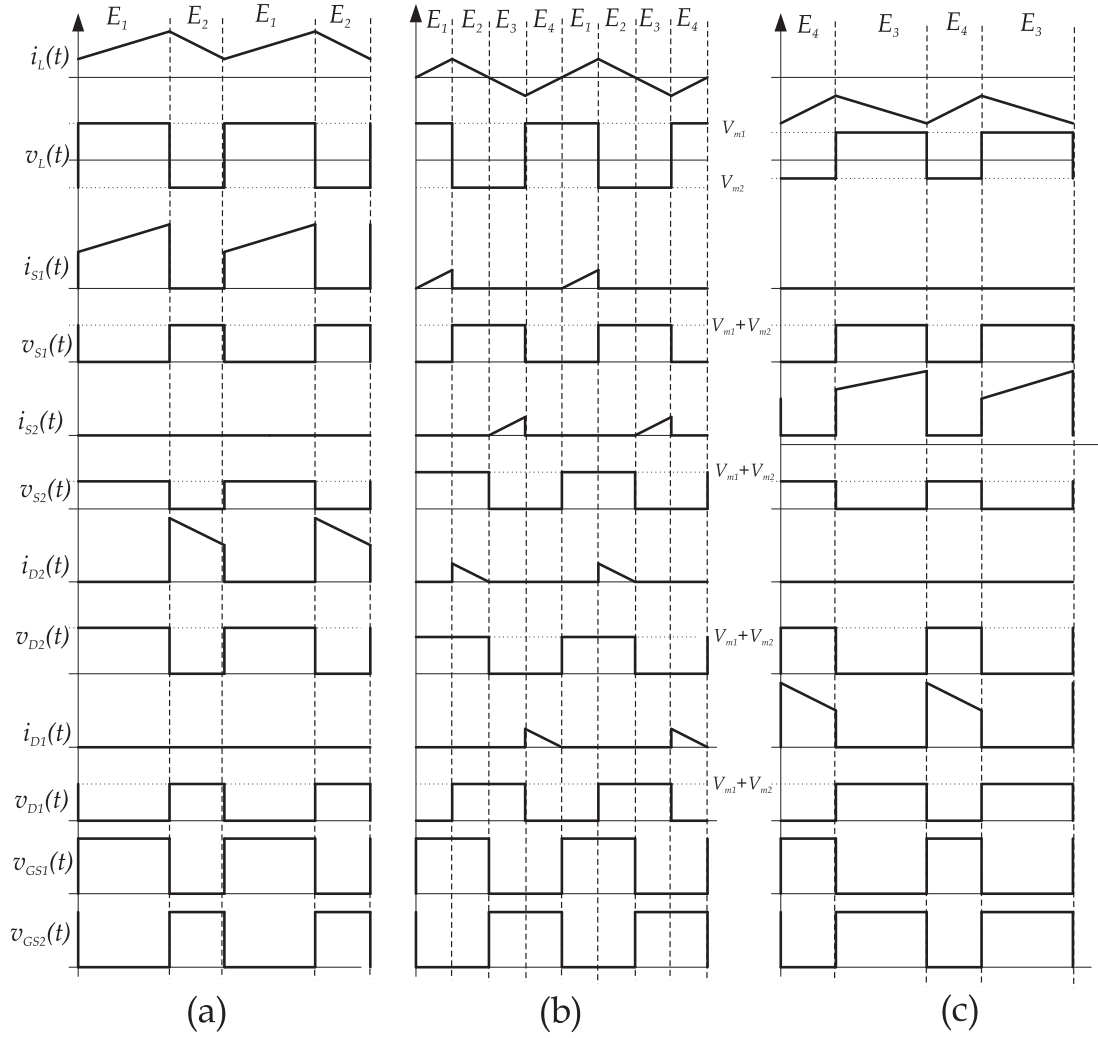 E1 E2 E1 E2
E1 E2 E3 E4 E1 E2 E3 E4
E4 E3 E4 E3
iL(t)
vL(t)
Vm1
Vm2
iS1(t)
vS1(t)
Vm1+Vm2
iS2(t)
vS2(t)
Vm1+Vm2
iD2(t)
vD2(t)
Vm1+Vm2
iD1(t)
vD1(t)
Vm1+Vm2
vGS1(t)
vGS2(t)
(a) (b) (c)